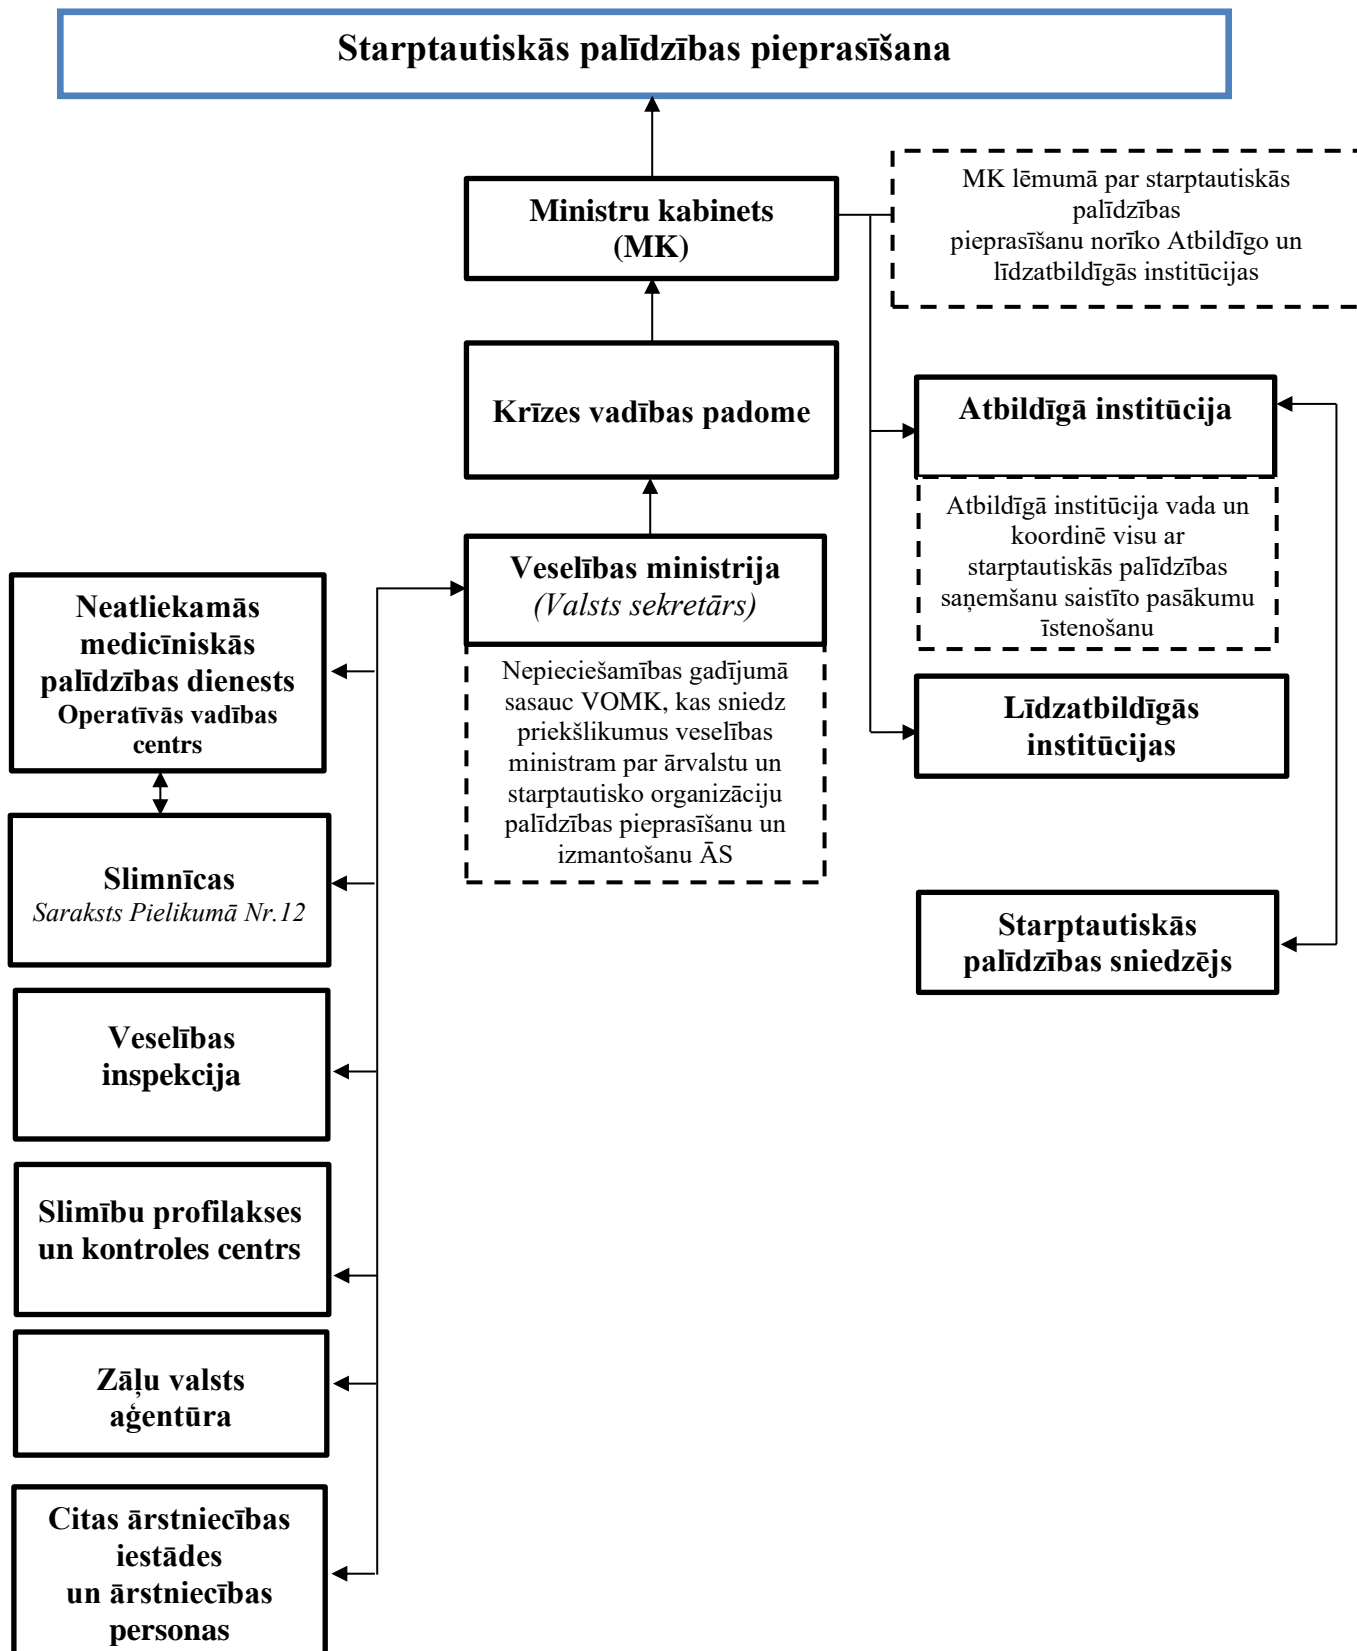 Starptautiskās palīdzības pieprasīšana
Ministru kabinets
(MK)
MK lēmumā par starptautiskās
palīdzības
pieprasīšanu norīko Atbildīgo un
līdzatbildīgās institūcijas
Krīzes vadības padome
Atbildīgā institūcija
Atbildīgā institūcija vada un
koordinē visu ar
starptautiskās palīdzības
saņemšanu saistīto pasākumu
īstenošanu
Veselības ministrija
(Valsts sekretārs)
Nepieciešamības gadījumā
sasauc VOMK, kas sniedz
priekšlikumus veselības
ministram par ārvalstu un
starptautisko organizāciju
palīdzības pieprasīšanu un
izmantošanu ĀS
Līdzatbildīgās
institūcijas
Starptautiskās
palīdzības sniedzējs
Neatliekamās
medicīniskās
palīdzības dienests
Operatīvās vadības
centrs
Slimnīcas
Saraksts Pielikumā Nr.12
Veselības
inspekcija
Slimību profilakses
un kontroles centrs
Zāļu valsts
aģentūra
Citas ārstniecības
iestādes
un ārstniecības
personas